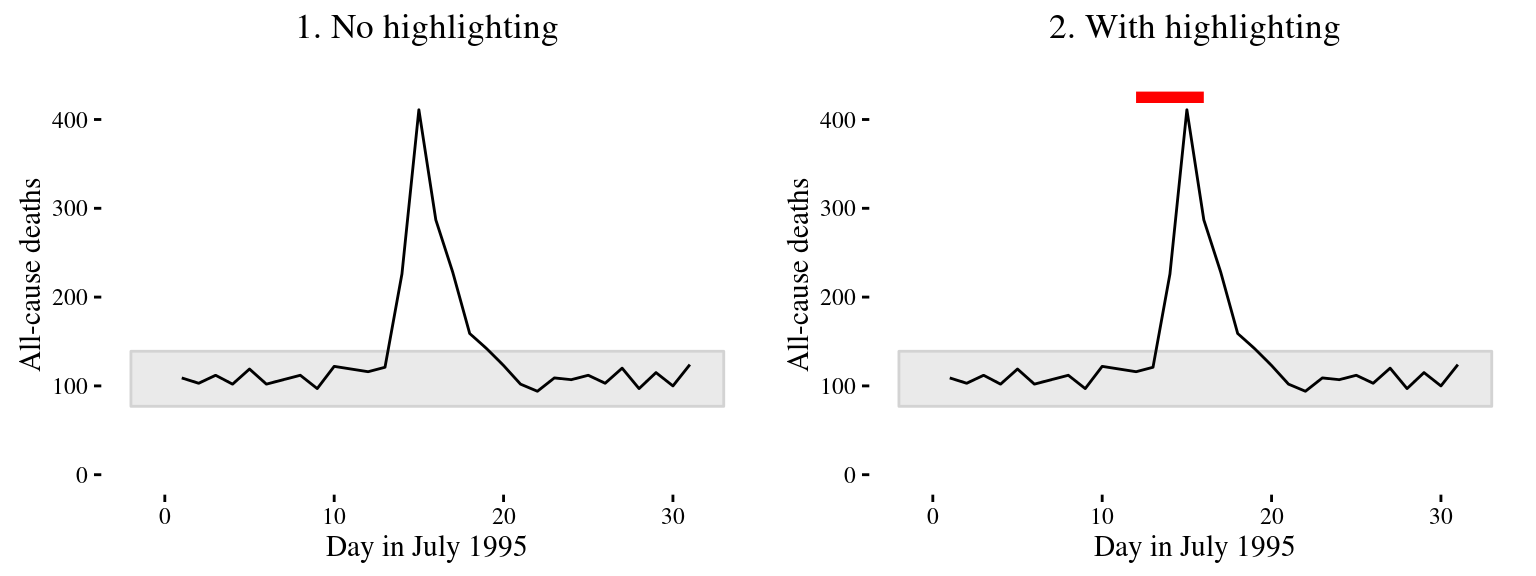 1. No highlighting
400
300
200
100
0
All-cause deaths
0 10 20 30
Day in July 1995
2. With highlighting
400
300
200
100
0
All-cause deaths
0 10 20 30
Day in July 1995